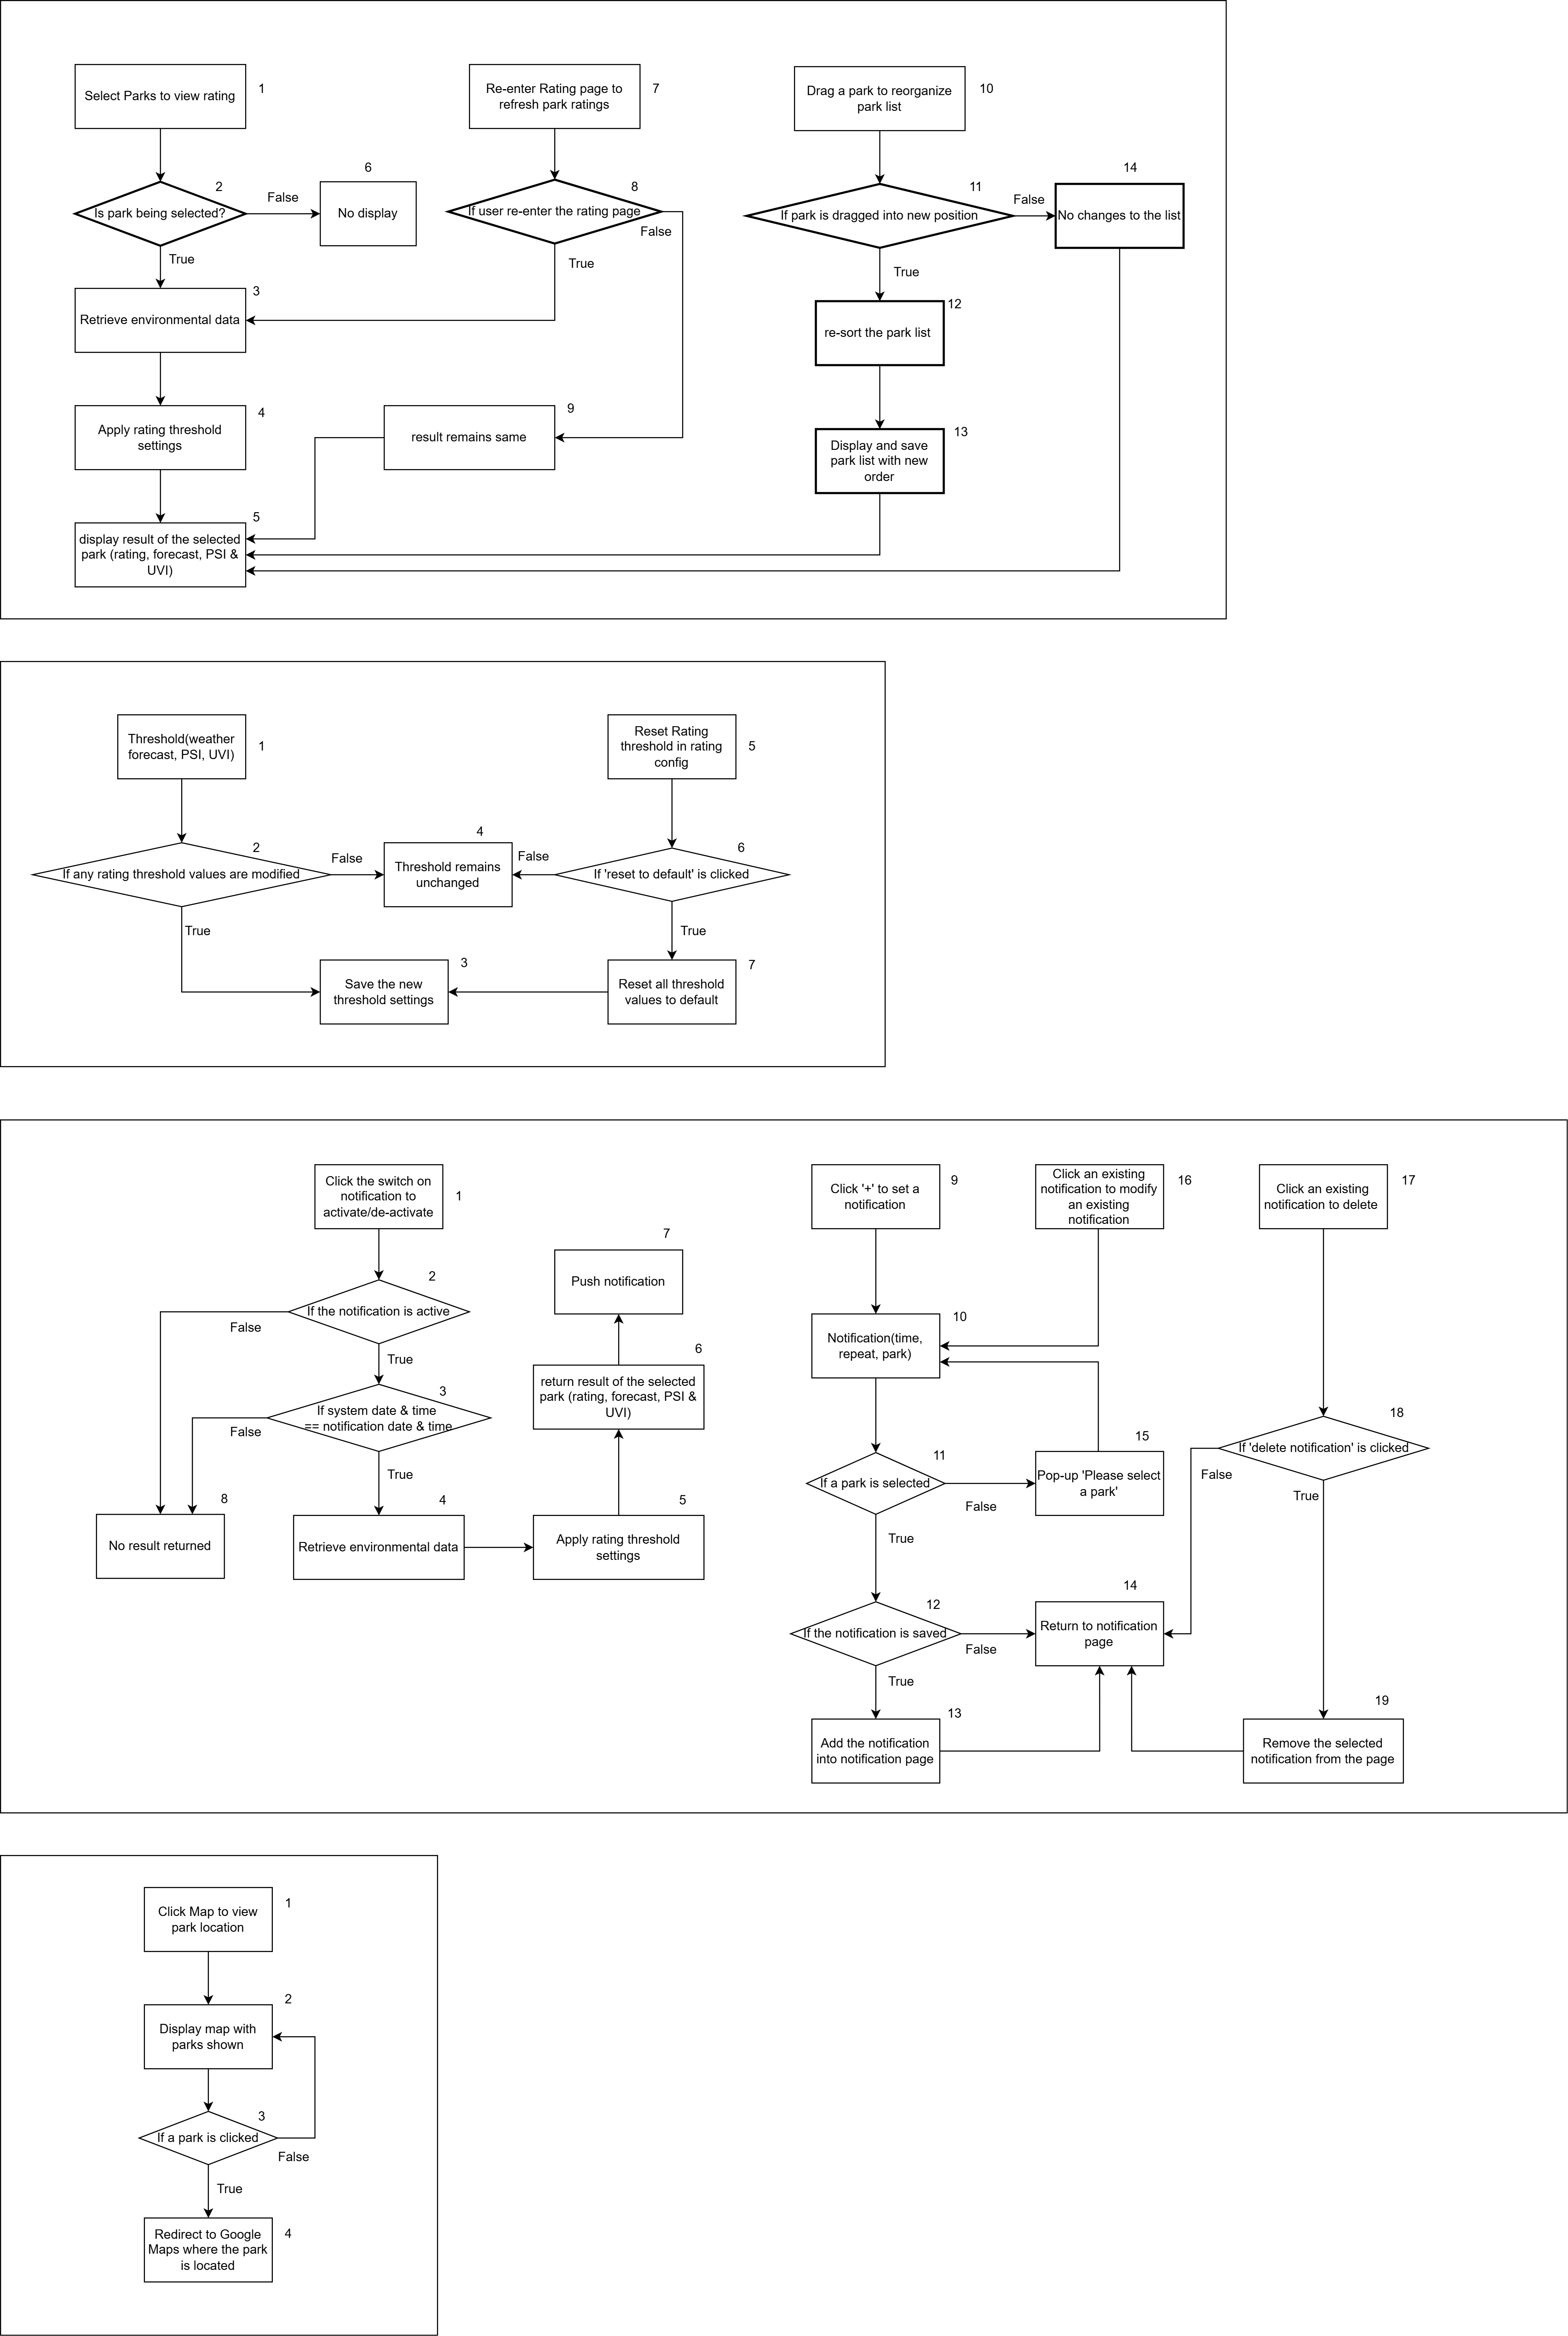 Select Parks to view rating
1
Is park being selected?
2
False
6
No display
True
3
Retrieve environmental data
4
Apply rating threshold
settings
5
display result of the selected
park (rating, forecast, PSI &
UVI)
Re-enter Rating page to
refresh park ratings
7
8
If user re-enter the rating page
False
True
9
result remains same
Drag a park to reorganize
park list
10
11
If park is dragged into new position
False
14
No changes to the list
True
12
re-sort the park list
13
Display and save
park list with new
order
Threshold(weather
forecast, PSI, UVI)
1
2
If any rating threshold values are modified
False
True
4
Threshold remains
unchanged
3
Save the new
threshold settings
Reset Rating
threshold in rating
config
5
6
If 'reset to default' is clicked
False
True
7
Reset all threshold
values to default
Click the switch on
notification to
activate/de-activate
1
2
If the notification is active
False
True
3
If system date & time
== notification date & time
False
True
8
No result returned
4
Retrieve environmental data
5
Apply rating threshold
settings
6
return result of the selected
park (rating, forecast, PSI &
UVI)
7
Push notification
Click '+' to set a
notification
9
10
Notification(time,
repeat, park)
11
If a park is selected
False
True
12
If the notification is saved
False
True
13
Add the notification
into notification page
14
Return to notification
page
15
Pop-up 'Please select
a park'
Click an existing
notification to modify
an existing
notification
16
Click an existing
notification to delete
17
18
If 'delete notification' is clicked
False
True
19
Remove the selected
notification from the page
Click Map to view
park location
1
2
Display map with
parks shown
3
If a park is clicked
False
True
Redirect to Google
Maps where the park
is located
4